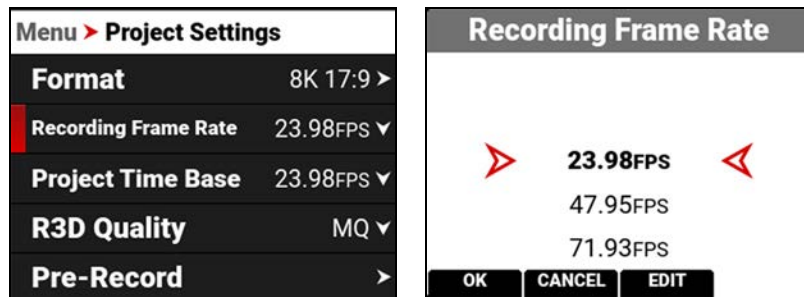 Menu > Project Settings
Format 8K 17:9 >
Recording Frame Rate 23.98FPS
Project Time Base 23.98FPS
R3D Quality MQ
Pre-Record >
Recording Frame Rate
23.98FPS
47.95FPS
71.93FPS
OK CANCEL EDIT